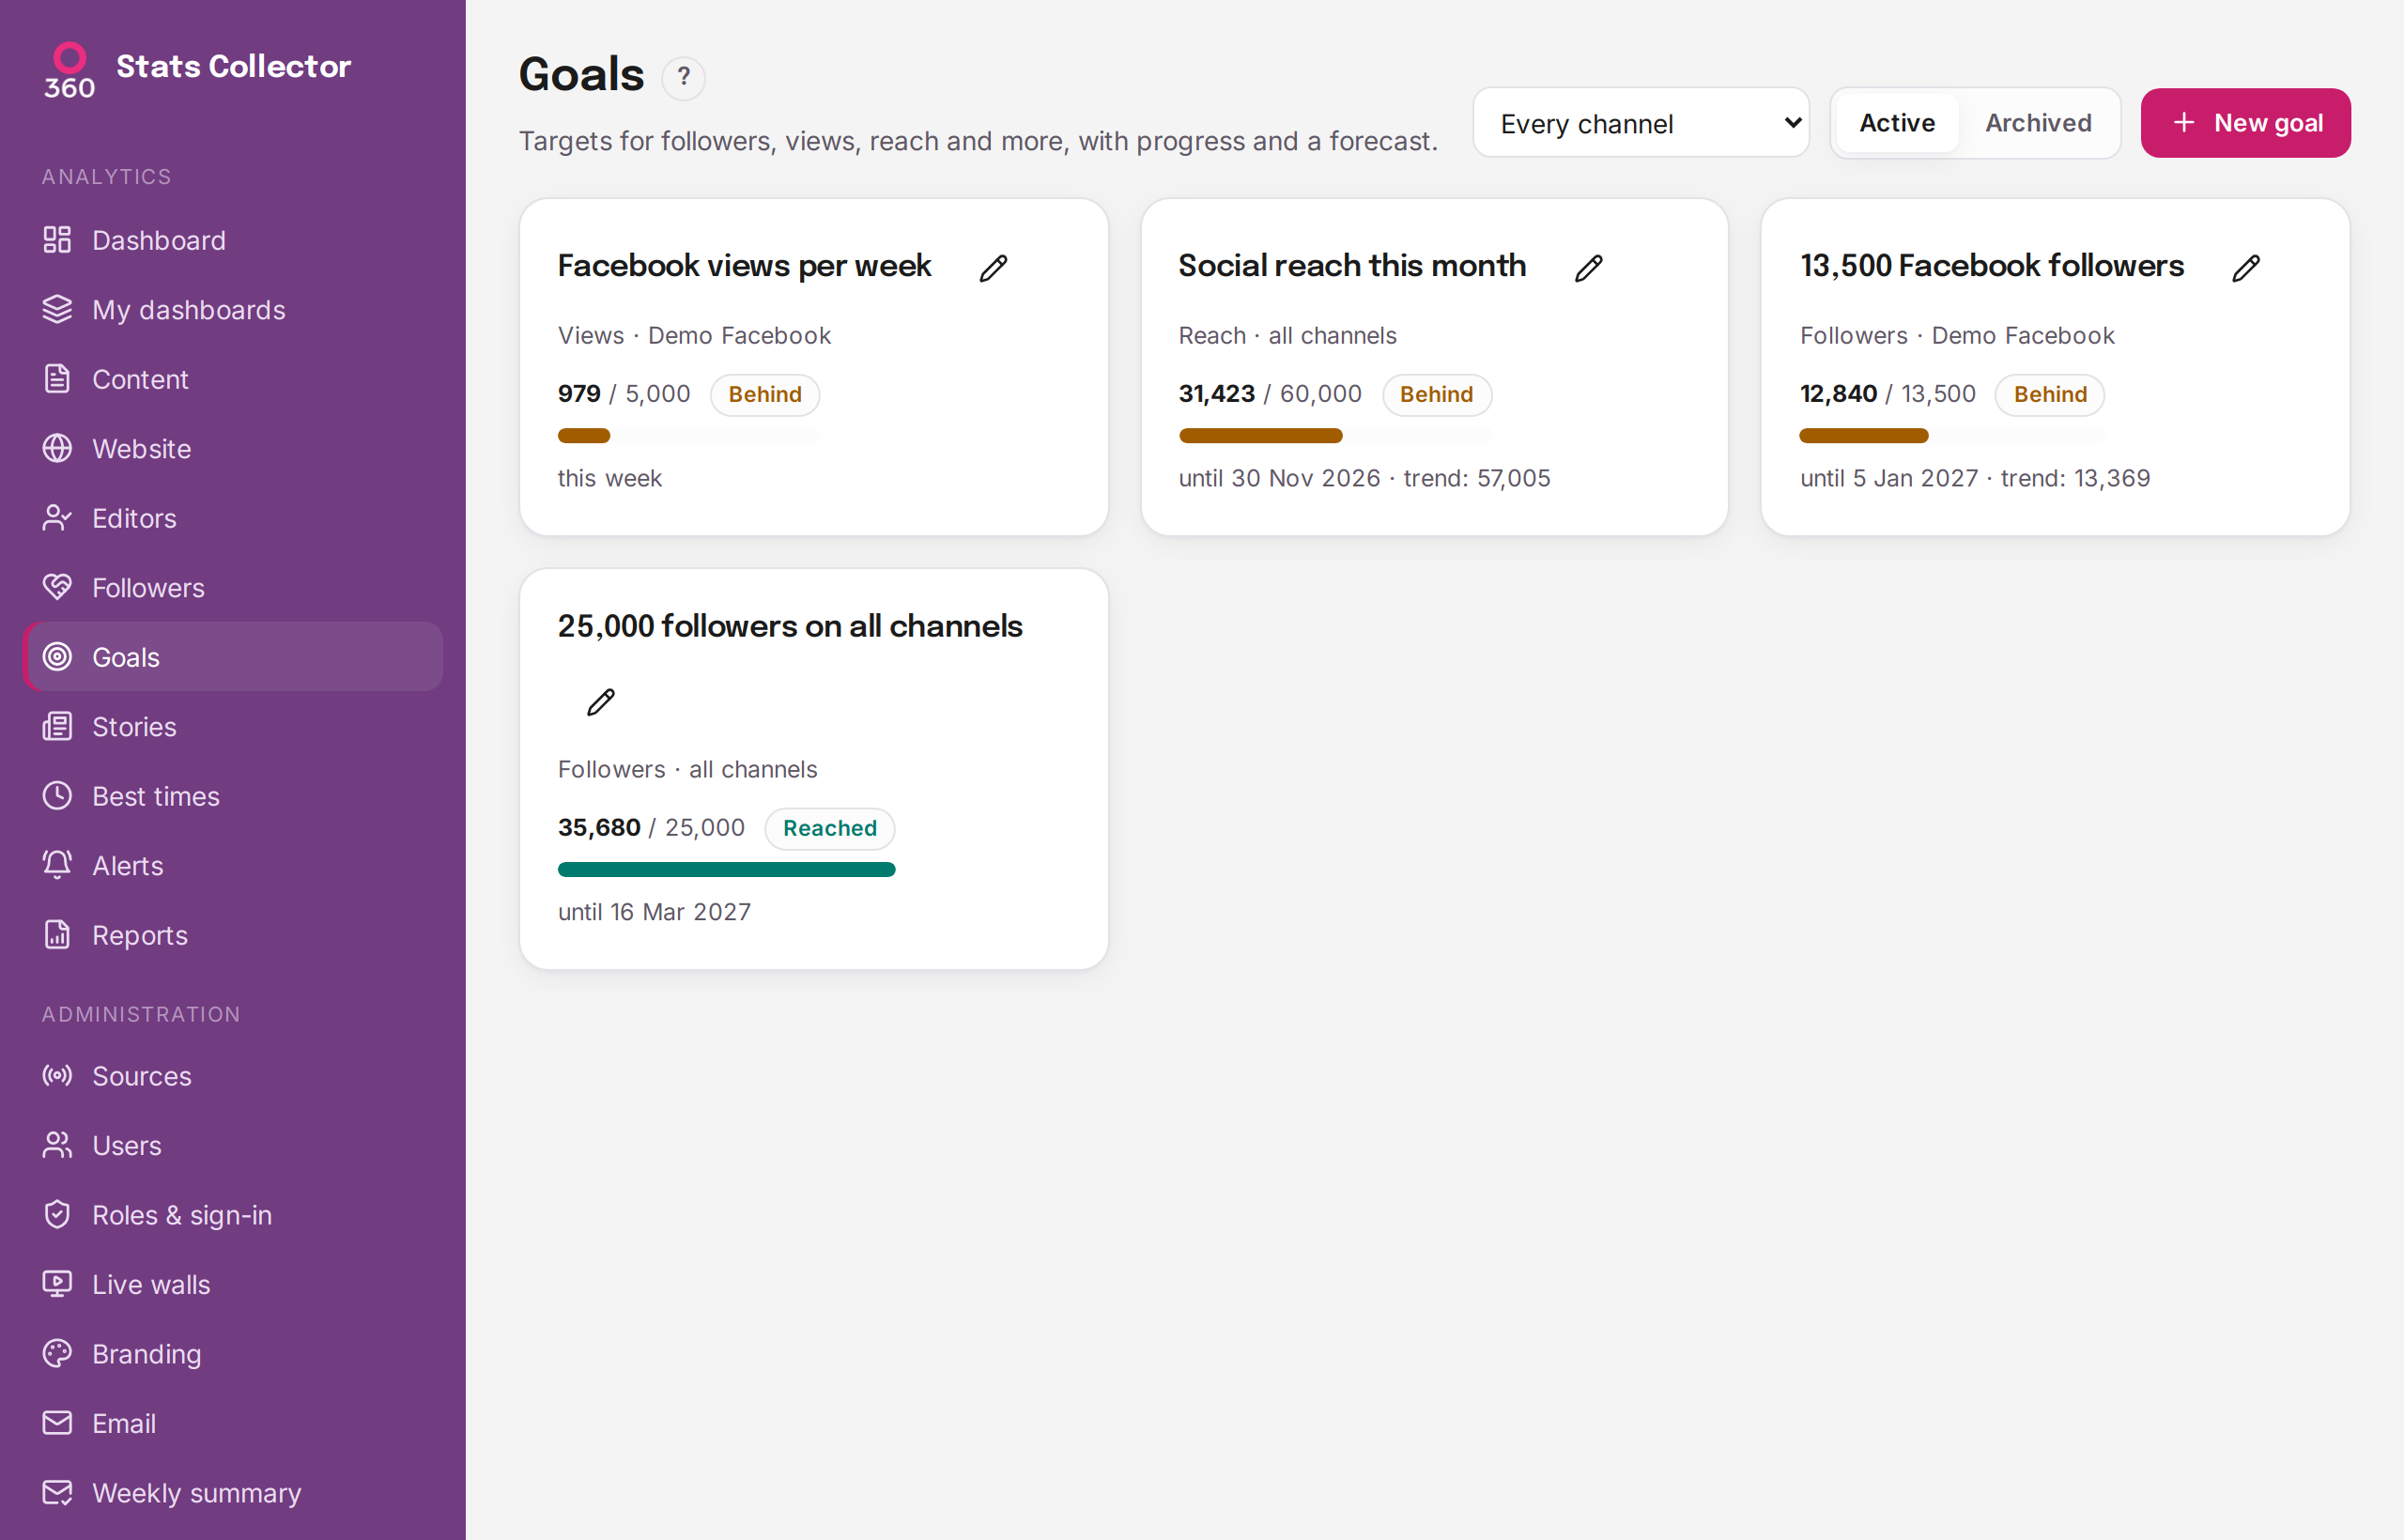 360
Stats Collector
ANALYTICS
Dashboard
My dashboards
Content
Website
Editors
Followers
Goals
Stories
Best times
Alerts
Reports
ADMINISTRATION
Sources
Users
Roles & sign-in
Live walls
Branding
Email
Weekly summary
Goals ?
Targets for followers, views, reach and more, with progress and a forecast.
Every channel
Active Archived
+ New goal
Facebook views per week
Views · Demo Facebook
979 / 5,000 Behind
this week
Social reach this month
Reach · all channels
31,423 / 60,000 Behind
until 30 Nov 2026 · trend: 57,005
13,500 Facebook followers
Followers · Demo Facebook
12,840 / 13,500 Behind
until 5 Jan 2027 · trend: 13,369
25,000 followers on all channels
Followers · all channels
35,680 / 25,000 Reached
until 16 Mar 2027